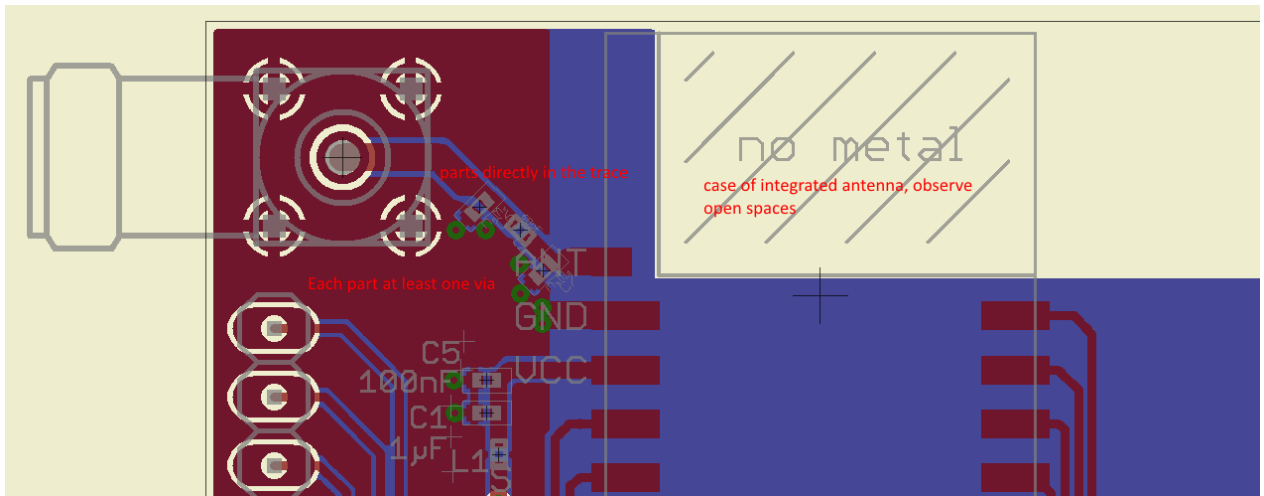 no metal
parts directly in the trace
case of integrated antenna, observe
open spaces
ANT
Each part at least one via
GND
C5
VCC
100nF
C1
1µF
L1